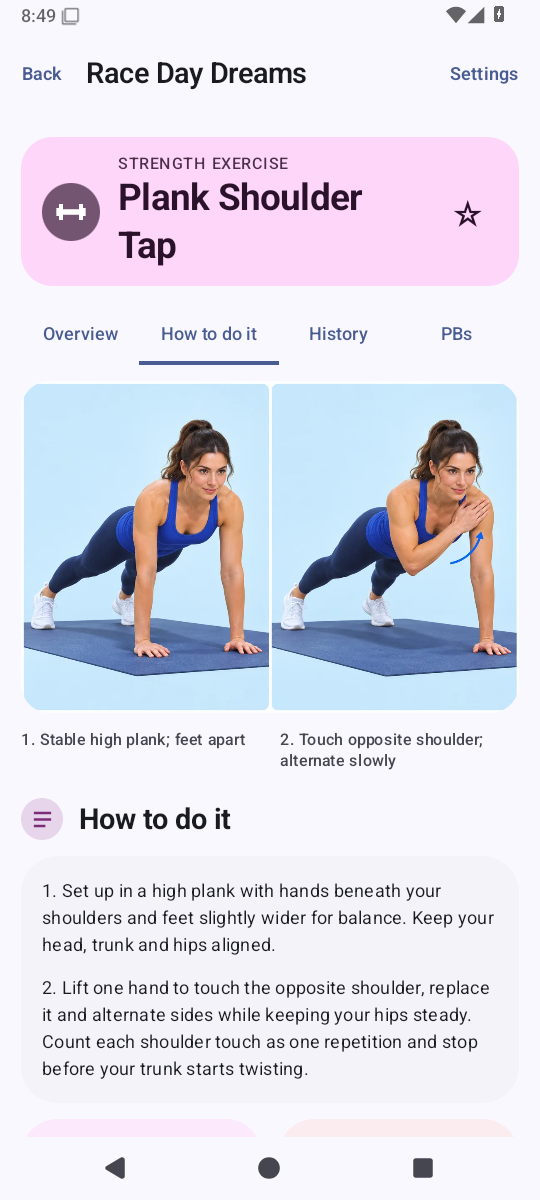 8:49
Back
Race Day Dreams
Settings
STRENGTH EXERCISE
Plank Shoulder
Tap
Overview
How to do it
History
PBs
1. Stable high plank; feet apart
2. Touch opposite shoulder;
alternate slowly
How to do it
1. Set up in a high plank with hands beneath your
shoulders and feet slightly wider for balance. Keep your
head, trunk and hips aligned.
2. Lift one hand to touch the opposite shoulder, replace
it and alternate sides while keeping your hips steady.
Count each shoulder touch as one repetition and stop
before your trunk starts twisting.